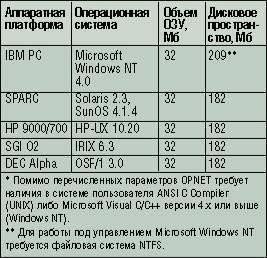 Аппаратная платформа Операционная система Объем ОЗУ, Мб Дисковое простран-ство, Мб
IBM PC Microsoft Windows NT 4.0 32 209**
SPARC Solaris 2.3, SunOS 4.1.4 32 182
HP 9000/700 HP-UX 10.20 32 182
SGI O2 IRIX 6.3 32 182
DEC Alpha OSF/1 3.0 32 182
* Помимо перечисленных параметров OPNET требует
наличия в системе пользователя ANSI C Compiler
(UNIX) либо Microsoft Visual C/C++ версии 4.x или выше
(Windows NT).
** Для работы под управлением Microsoft Windows NT
требуется файловая система NTFS.